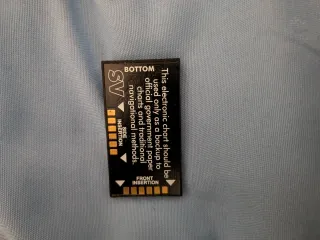 BOTTOM
This electronic chart should be
used only as a backup to
official government paper
charts and traditional
navigational methods.
SV
SIDE
INSERTION
FRONT
INSERTION